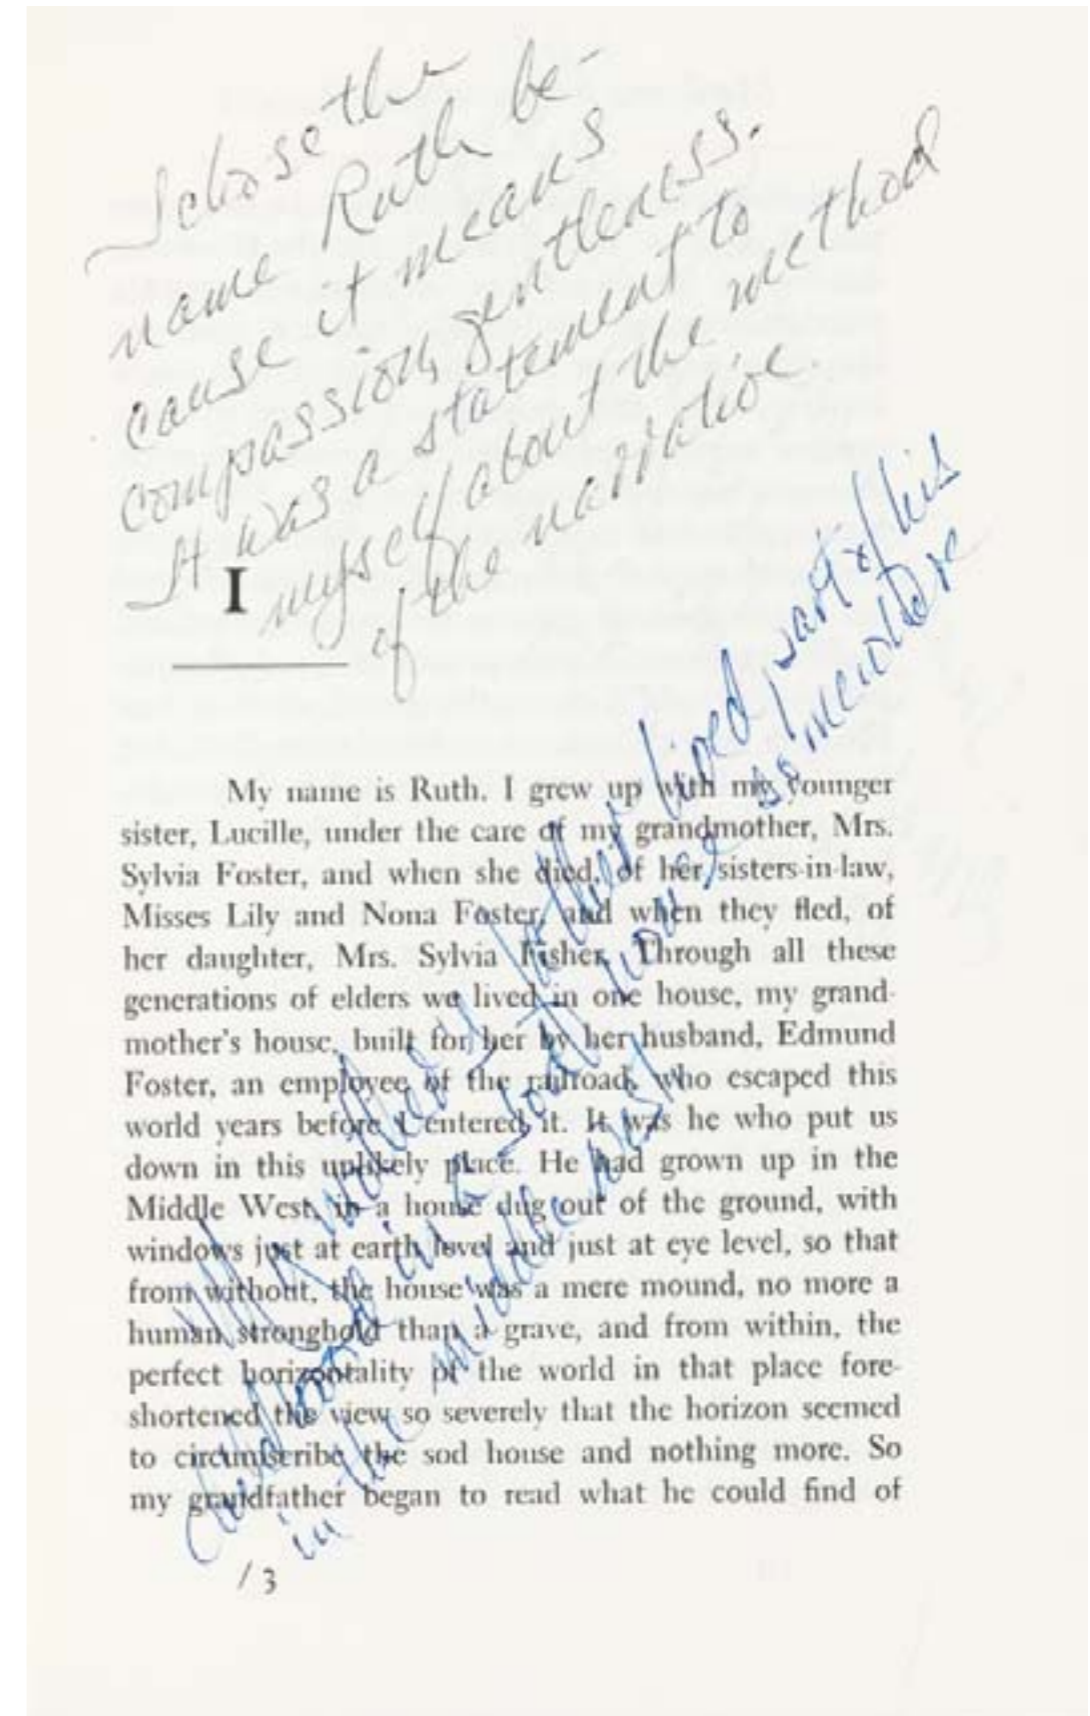 I chose the
name Ruth be-
cause it means
compassion, gentleness.
It was a statement to
myself about the method
of the narrative.
I
My mother's father lived part of his
childhood in a sod house somewhere
in the middle west
My name is Ruth. I grew up with my younger
sister, Lucille, under the care of my grandmother, Mrs.
Sylvia Foster, and when she died, of her sisters-in-law,
Misses Lily and Nona Foster, and when they fled, of
her daughter, Mrs. Sylvia Fisher. Through all these
generations of elders we lived in one house, my grand-
mother's house, built for her by her husband, Edmund
Foster, an employee of the railroad, who escaped this
world years before I entered it. It was he who put us
down in this unlikely place. He had grown up in the
Middle West, in a house dug out of the ground, with
windows just at earth level and just at eye level, so that
from without, the house was a mere mound, no more a
human stronghold than a grave, and from within, the
perfect horizontality of the world in that place fore-
shortened the view so severely that the horizon seemed
to circumscribe the sod house and nothing more. So
my grandfather began to read what he could find of
/ 3